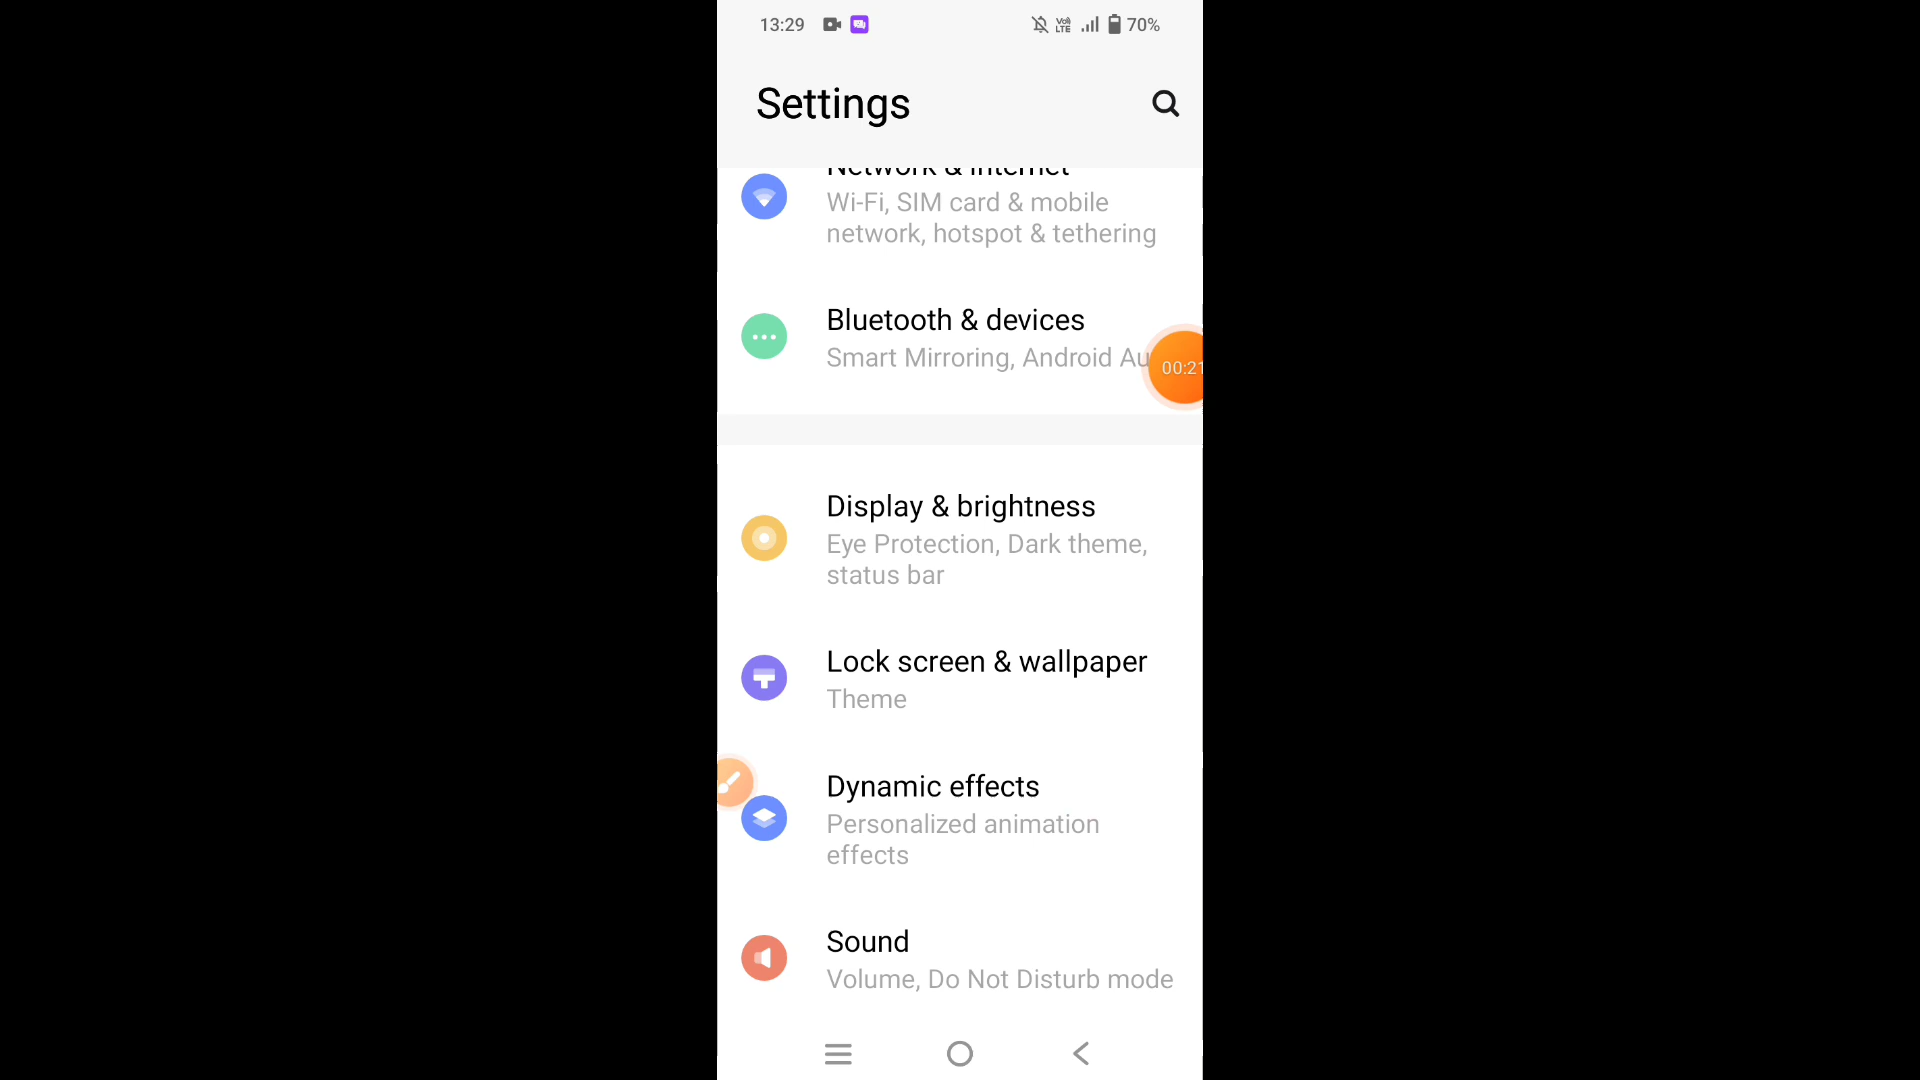 13:29
Vo) LTE
70%
Settings
Network & internet
Wi-Fi, SIM card & mobile
network, hotspot & tethering
Bluetooth & devices
Smart Mirroring, Android Au
00:21
Display & brightness
Eye Protection, Dark theme,
status bar
Lock screen & wallpaper
Theme
Dynamic effects
Personalized animation
effects
Sound
Volume, Do Not Disturb mode